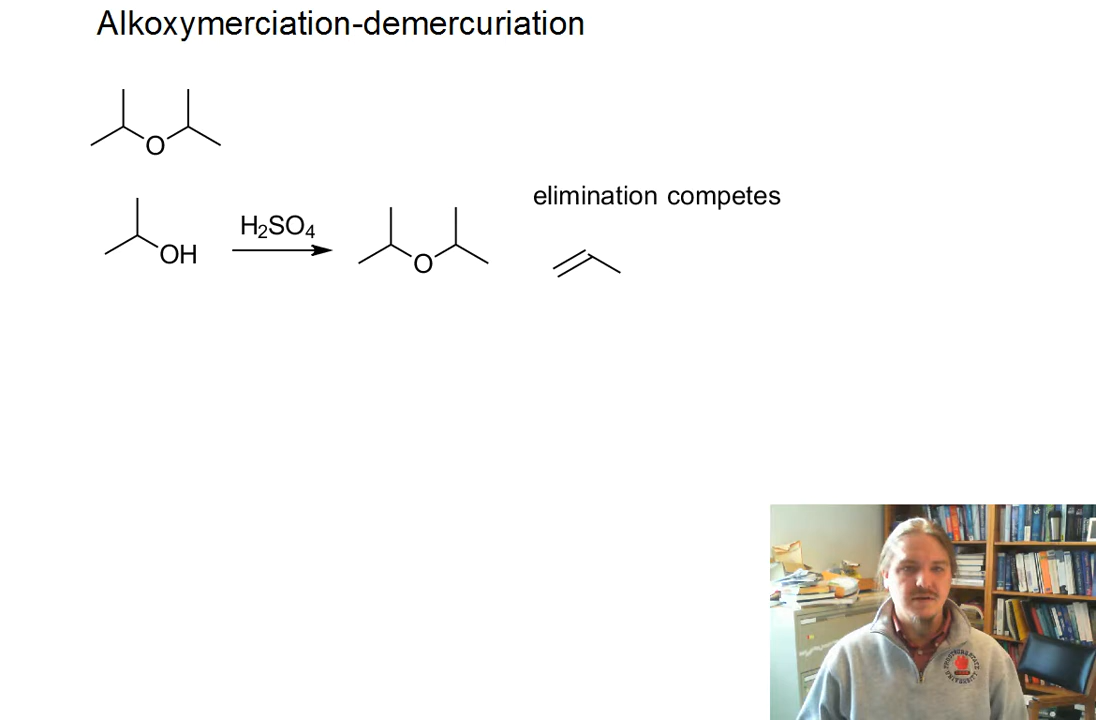 Alkoxymerciation-demercuriation
O
elimination competes
OH
H₂SO₄
O